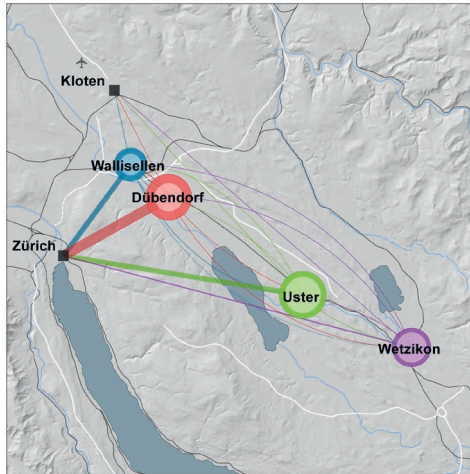 Kloten
Wallisellen
Dübendorf
Zürich
Uster
Wetzikon